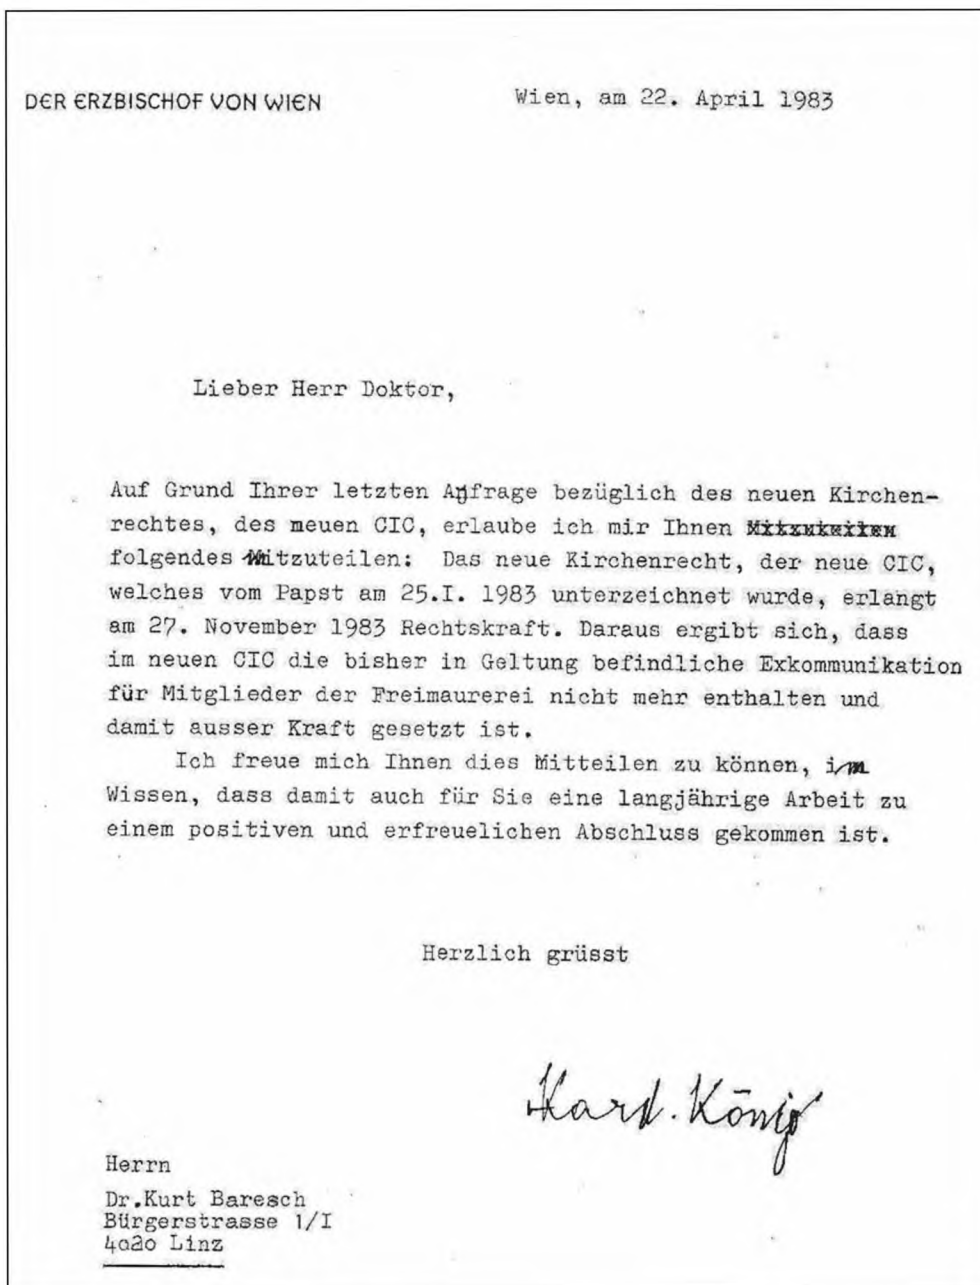 DER ERZBISCHOF VON WIEN
Wien, am 22. April 1983
Lieber Herr Doktor,
Auf Grund Ihrer letzten Anfrage bezüglich des neuen Kirchen-
rechtes, des neuen CIC, erlaube ich mir Ihnen
folgendes Mitzuteilen: Das neue Kirchenrecht, der neue CIC,
welches vom Papst am 25.I. 1983 unterzeichnet wurde, erlangt
am 27. November 1983 Rechtskraft. Daraus ergibt sich, dass
im neuen CIC die bisher in Geltung befindliche Exkommunikation
für Mitglieder der Freimaurerei nicht mehr enthalten und
damit ausser Kraft gesetzt ist.
Ich freue mich Ihnen dies Mitteilen zu können, im
Wissen, dass damit auch für Sie eine langjährige Arbeit zu
einem positiven und erfreuelichen Abschluss gekommen ist.
Herzlich grüsst
Kard. König
Herrn
Dr.Kurt Baresch
Bürgerstrasse 1/I
4020 Linz